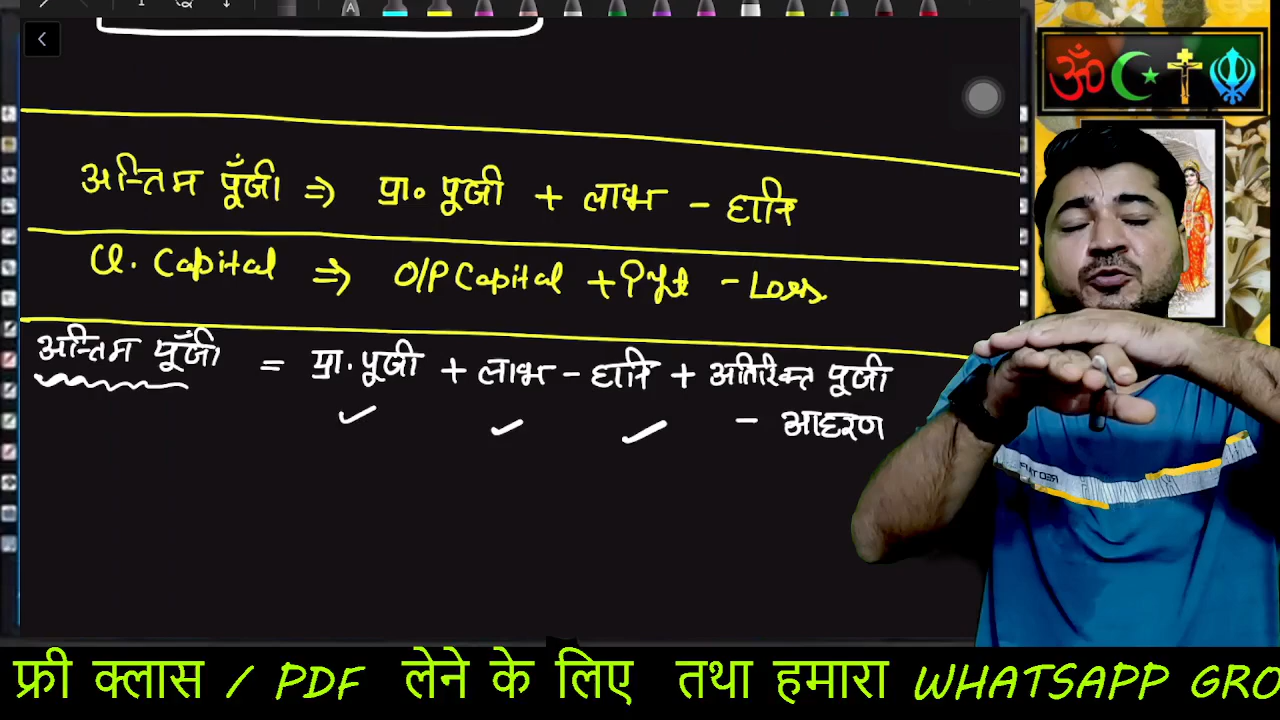 अन्तिम पूँजी ⇒ प्रा० पूजी + लाभ - हानि
Cl. Capital ⇒ O/P Capital + Pft - Loss
अन्तिम पूँजी = प्रा. पूजी + लाभ - हानि + अतिरिक्त पूजी
- आहरण
फ्री क्लास / PDF लेने के लिए तथा हमारा WHATSAPP GRO